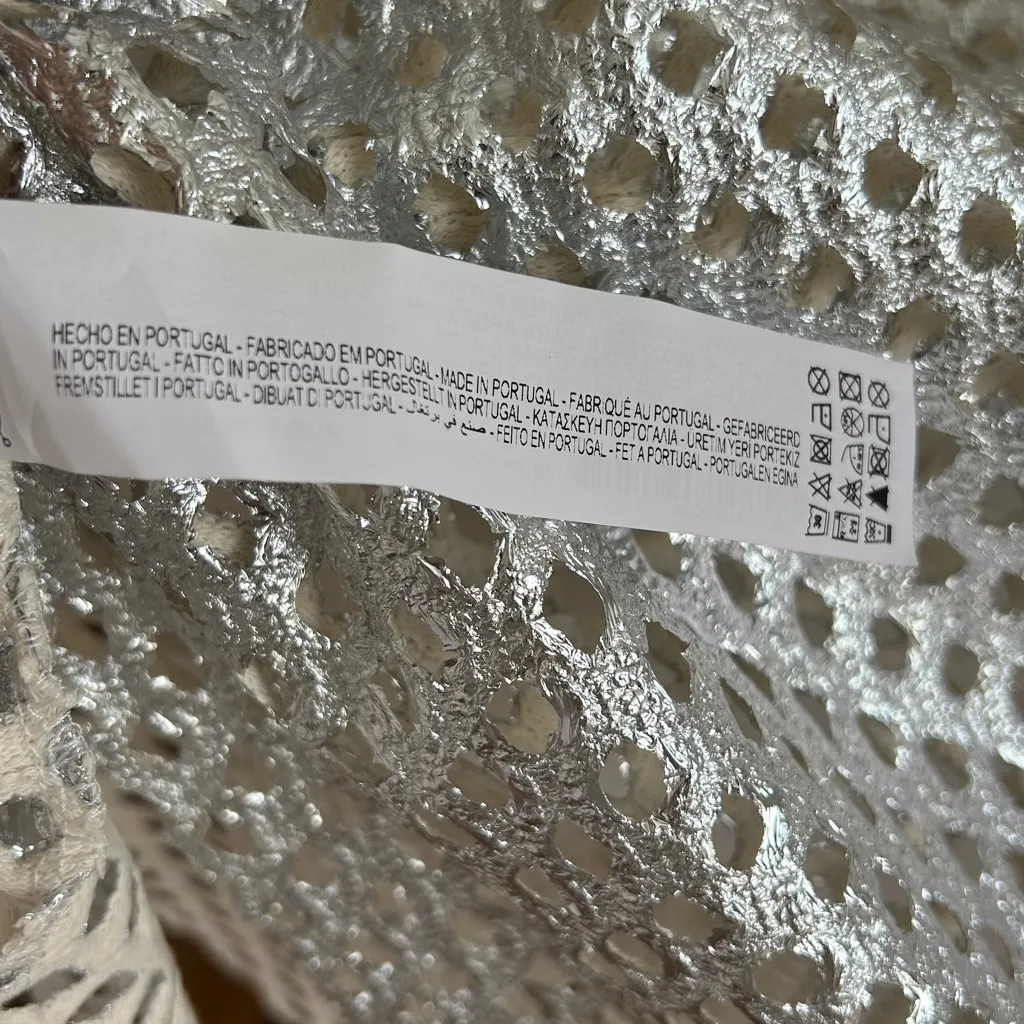 HECHO EN PORTUGAL - FABRICADO EM PORTUGAL - MADE IN PORTUGAL - FABRIQUÉ AU PORTUGAL - GEFABRICEERD
IN PORTUGAL - FATTO IN PORTOGALLO - HERGESTELLT IN PORTUGAL - ΚΑΤΑΣΚΕΥΗ ΠΟΡΤΟΓΑΛΙΑ - URETIM YERI PORTEKIZ
FREMSTILLET I PORTUGAL - DIBUAT DI PORTUGAL - صنع في برتغال - FEITO EN PORTUGAL - FET A PORTUGAL - PORTUGALEN EGINA